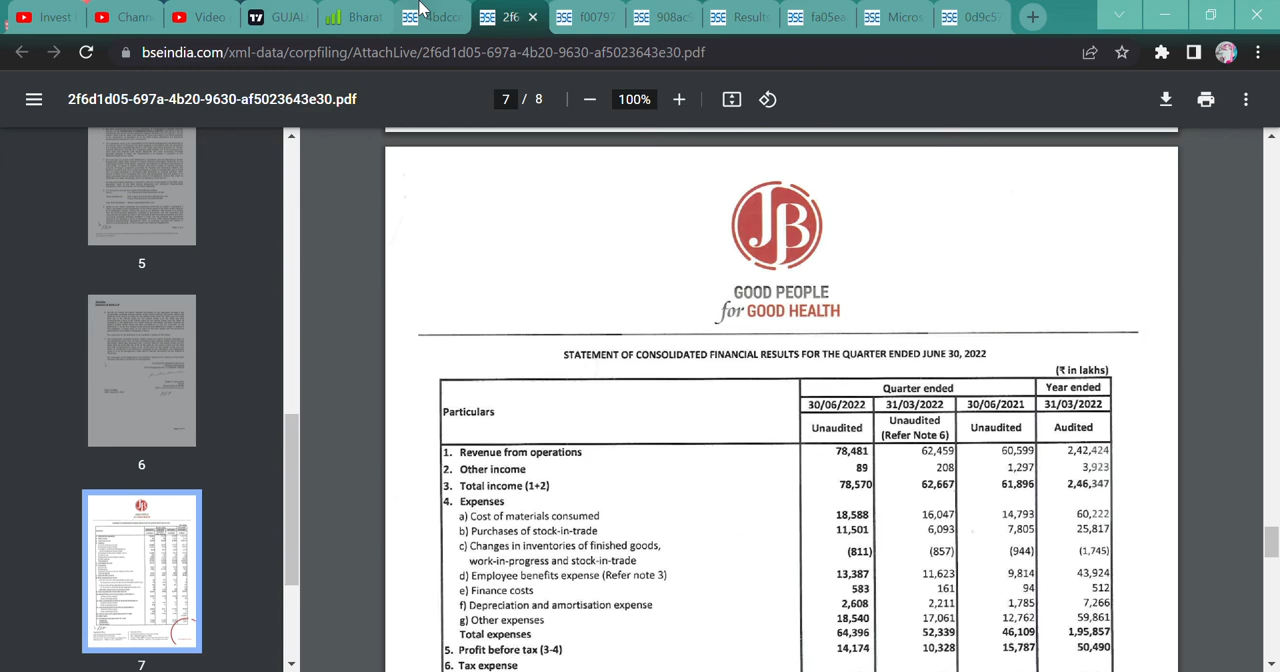 Invest
Chann
Video
GUJAL
Bharat
2f6
f00797
908ac9
Results
fa05ea
Micros
0d9c57
bseindia.com/xml-data/corpfiling/AttachLive/2f6d1d05-697a-4b20-9630-af5023643e30.pdf
2f6d1d05-697a-4b20-9630-af5023643e30.pdf
7 / 8
100%
5
6
7
JB
GOOD PEOPLE
for GOOD HEALTH
STATEMENT OF CONSOLIDATED FINANCIAL RESULTS FOR THE QUARTER ENDED JUNE 30, 2022
(₹ in lakhs)
Particulars Quarter ended Year ended
30/06/2022 31/03/2022 30/06/2021 31/03/2022
Unaudited Unaudited (Refer Note 6) Unaudited Audited
1. Revenue from operations 78,481 62,459 60,599 2,42,424
2. Other income 89 208 1,297 3,923
3. Total income (1+2) 78,570 62,667 61,896 2,46,347
4. Expenses
a) Cost of materials consumed 18,588 16,047 14,793 60,222
b) Purchases of stock-in-trade 11,501 6,093 7,805 25,817
c) Changes in inventories of finished goods,
work-in-progress and stock-in-trade (811) (857) (944) (1,745)
d) Employee benefits expense (Refer note 3) 13,387 11,623 9,814 43,924
e) Finance costs 583 161 94 512
f) Depreciation and amortisation expense 2,608 2,211 1,785 7,266
g) Other expenses 18,540 17,061 12,762 59,861
Total expenses 64,396 52,339 46,109 1,95,857
5. Profit before tax (3-4) 14,174 10,328 15,787 50,490
6. Tax expense